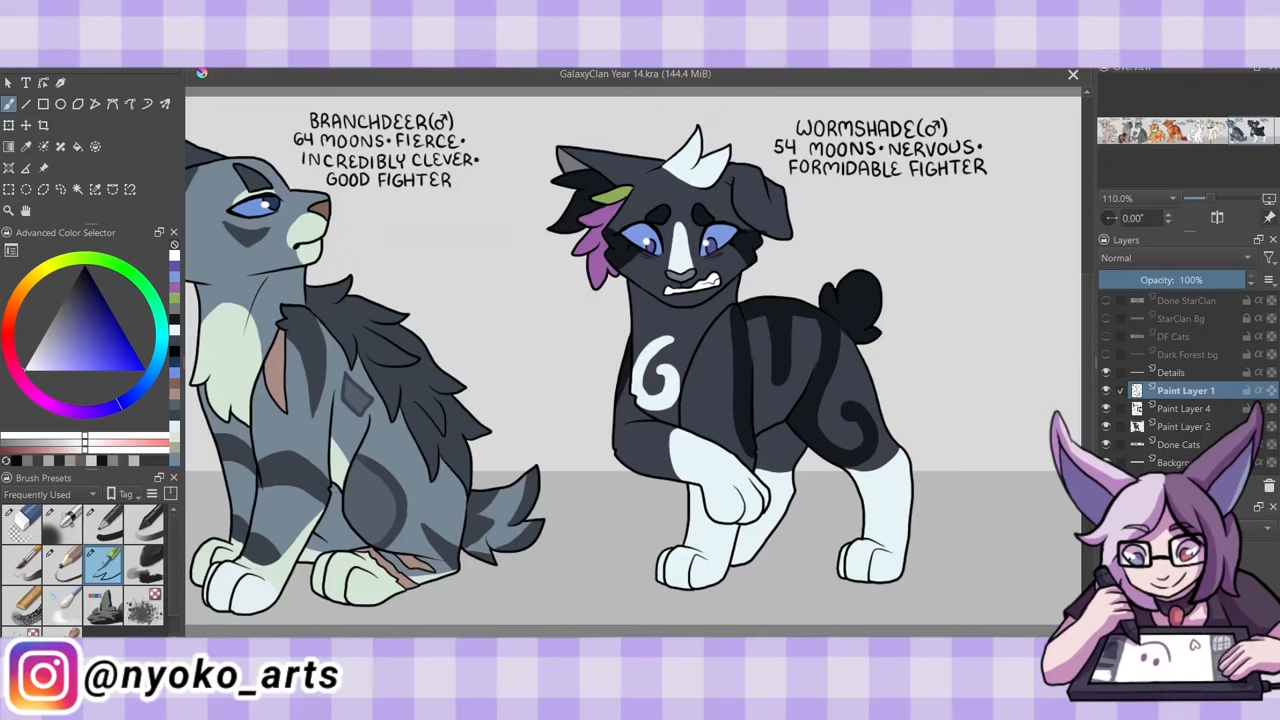 GalaxyClan Year 14.kra (144.4 MiB)
BRANCHDEER(♂)
64 MOONS•FIERCE•
INCREDIBLY CLEVER•
GOOD FIGHTER
WORMSHADE(♂)
54 MOONS•NERVOUS•
FORMIDABLE FIGHTER
Advanced Color Selector
Brush Presets
Frequently Used
Tag
110.0%
0.00°
Layers
Normal
Opacity: 100%
Done StarClan
StarClan Bg
DF Cats
Dark Forest bg
Details
Paint Layer 1
Paint Layer 4
Paint Layer 2
Done Cats
@nyoko_arts